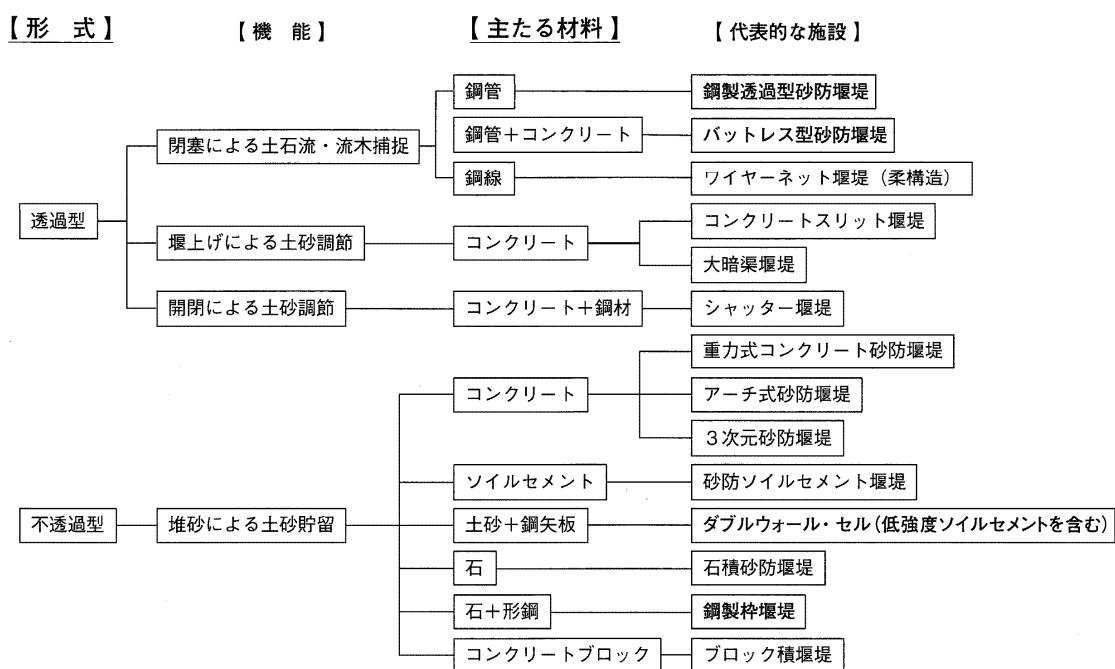 【形　式】　【機　能】　【主たる材料】　【代表的な施設】
鋼管　鋼製透過型砂防堰堤
閉塞による土石流・流木捕捉　鋼管＋コンクリート　バットレス型砂防堰堤
鋼線　ワイヤーネット堰堤（柔構造）
透過型　コンクリートスリット堰堤
堰上げによる土砂調節　コンクリート
大暗渠堰堤
開閉による土砂調節　コンクリート＋鋼材　シャッター堰堤
重力式コンクリート砂防堰堤
コンクリート　アーチ式砂防堰堤
３次元砂防堰堤
ソイルセメント　砂防ソイルセメント堰堤
不透過型　堆砂による土砂貯留　土砂＋鋼矢板　ダブルウォール・セル（低強度ソイルセメントを含む）
石　石積砂防堰堤
石＋形鋼　鋼製枠堰堤
コンクリートブロック　ブロック積堰堤